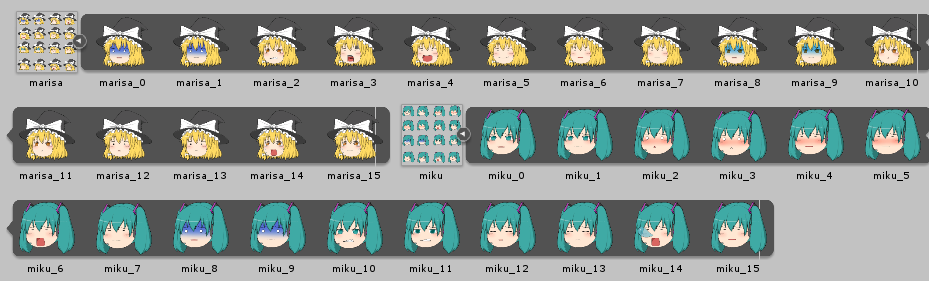 marisa marisa_0 marisa_1 marisa_2 marisa_3 marisa_4 marisa_5 marisa_6 marisa_7 marisa_8 marisa_9 marisa_10
marisa_11 marisa_12 marisa_13 marisa_14 marisa_15 miku miku_0 miku_1 miku_2 miku_3 miku_4 miku_5
miku_6 miku_7 miku_8 miku_9 miku_10 miku_11 miku_12 miku_13 miku_14 miku_15